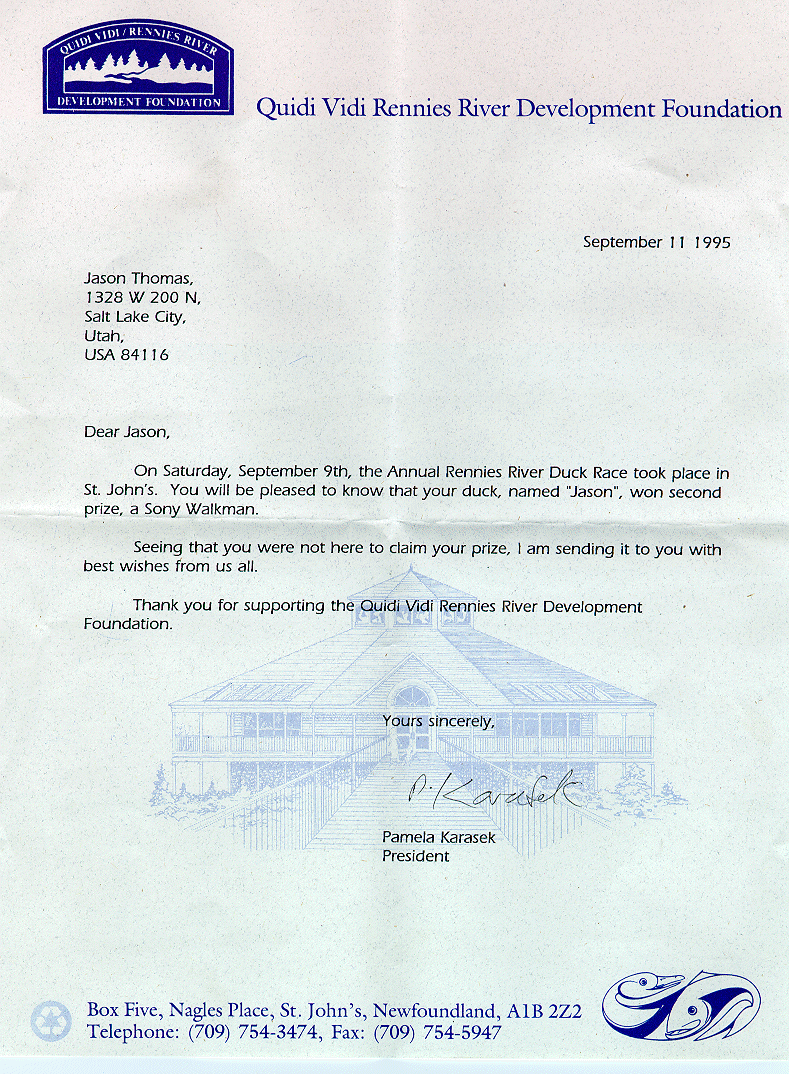 QUIDI VIDI / RENNIES RIVER
DEVELOPMENT FOUNDATION
Quidi Vidi Rennies River Development Foundation
September 11 1995
Jason Thomas,
1328 W 200 N,
Salt Lake City,
Utah,
USA 84116
Dear Jason,
On Saturday, September 9th, the Annual Rennies River Duck Race took place in
St. John's. You will be pleased to know that your duck, named "Jason", won second
prize, a Sony Walkman.
Seeing that you were not here to claim your prize, I am sending it to you with
best wishes from us all.
Thank you for supporting the Quidi Vidi Rennies River Development
Foundation.
Yours sincerely,
P. Karasek
Pamela Karasek
President
Box Five, Nagles Place, St. John's, Newfoundland, A1B 2Z2
Telephone: (709) 754-3474, Fax: (709) 754-5947